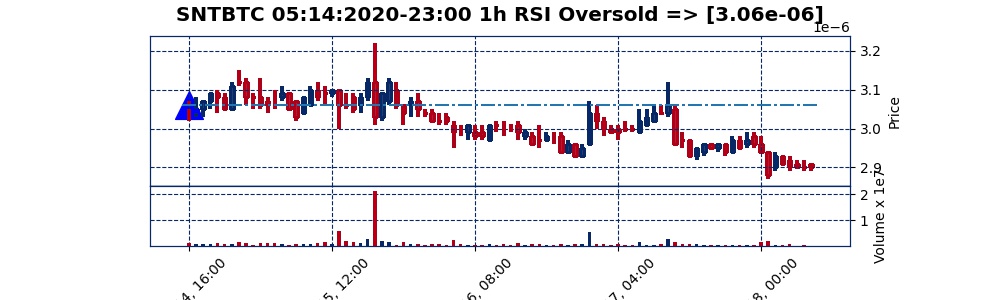 SNTBTC 05:14:2020-23:00 1h RSI Oversold => [3.06e-06]
1e−6
3.2
3.1
3.0
2.9
Price
2
1
Volume x 1e7
4, 16:00
5, 12:00
6, 08:00
7, 04:00
8, 00:00